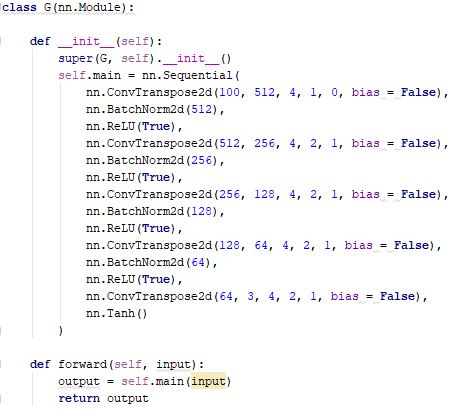 class G(nn.Module):
    def __init__(self):
        super(G, self).__init__()
        self.main = nn.Sequential(
            nn.ConvTranspose2d(100, 512, 4, 1, 0, bias = False),
            nn.BatchNorm2d(512),
            nn.ReLU(True),
            nn.ConvTranspose2d(512, 256, 4, 2, 1, bias = False),
            nn.BatchNorm2d(256),
            nn.ReLU(True),
            nn.ConvTranspose2d(256, 128, 4, 2, 1, bias = False),
            nn.BatchNorm2d(128),
            nn.ReLU(True),
            nn.ConvTranspose2d(128, 64, 4, 2, 1, bias = False),
            nn.BatchNorm2d(64),
            nn.ReLU(True),
            nn.ConvTranspose2d(64, 3, 4, 2, 1, bias = False),
            nn.Tanh()
        )
    def forward(self, input):
        output = self.main(input)
        return output